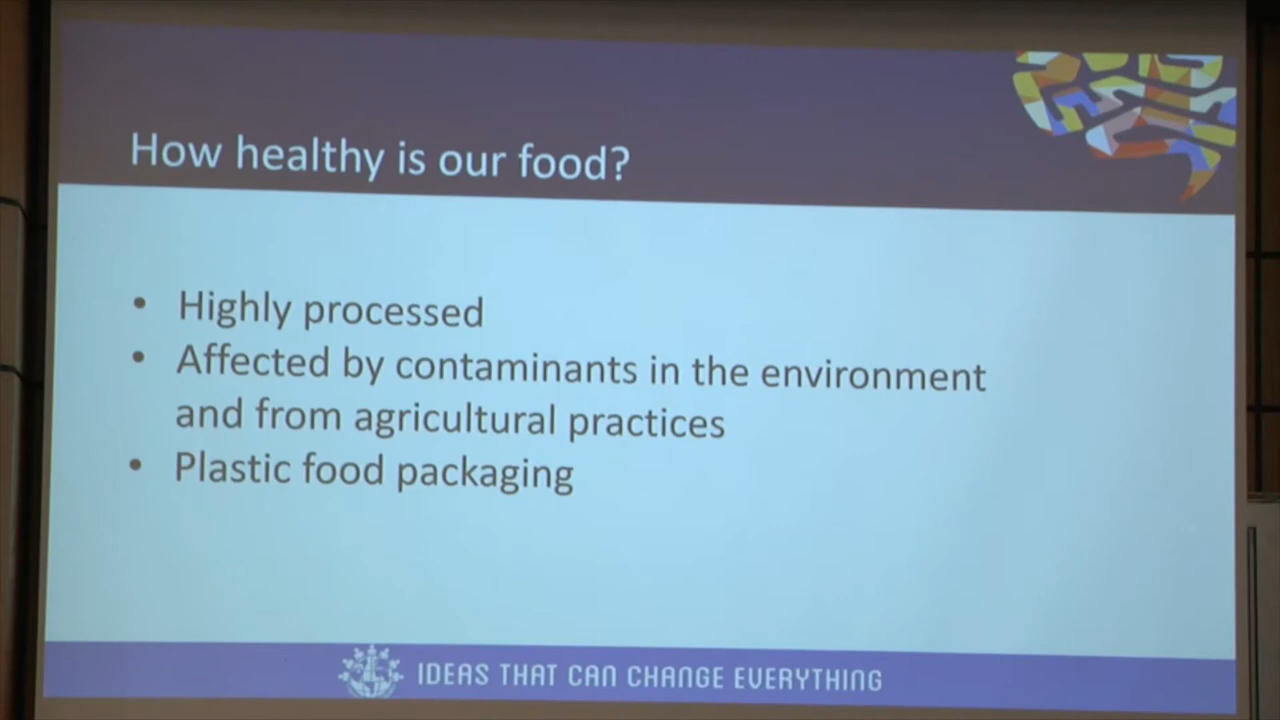 How healthy is our food?
• Highly processed
• Affected by contaminants in the environment
and from agricultural practices
• Plastic food packaging
IDEAS THAT CAN CHANGE EVERYTHING